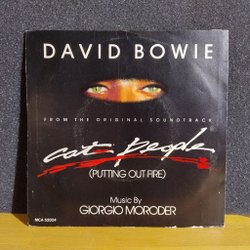 DAVID BOWIE
FROM THE ORIGINAL SOUNDTRACK
cat people
(PUTTING OUT FIRE)
Music By
GIORGIO MORODER